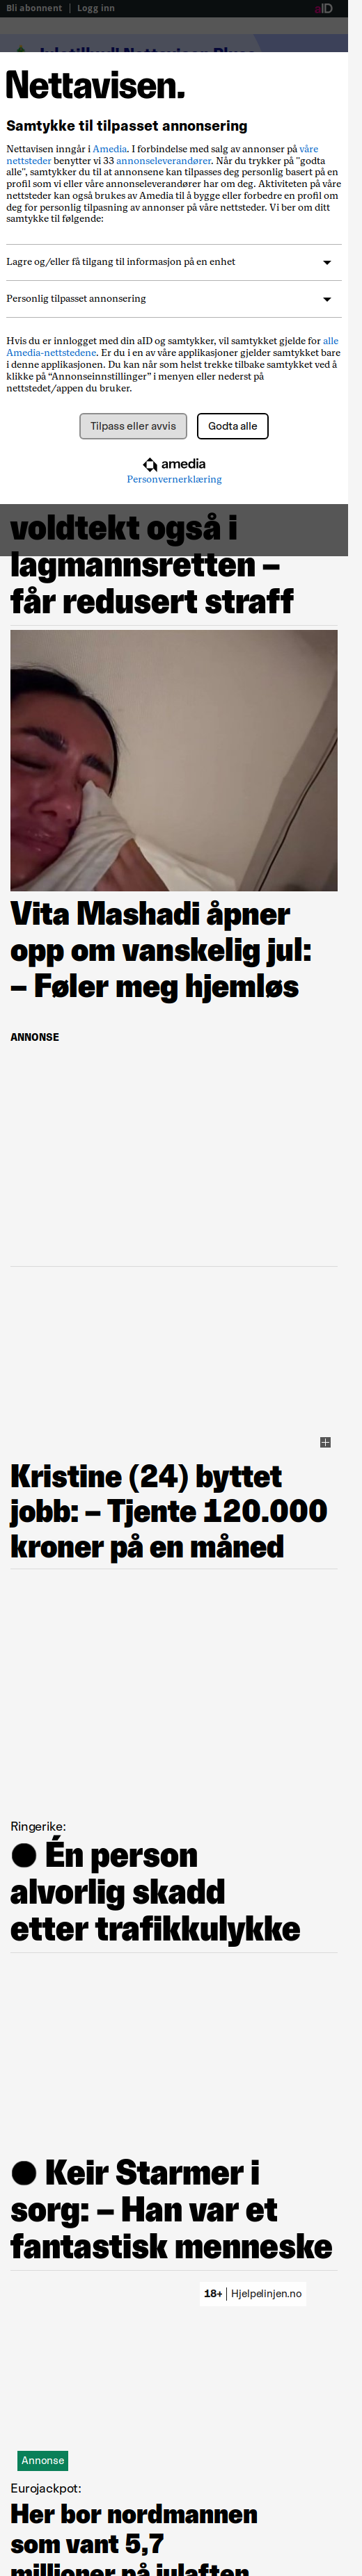 Bli abonnent | Logg inn
aID
Nettavisen.
Samtykke til tilpasset annonsering
Nettavisen inngår i Amedia. I forbindelse med salg av annonser på våre
nettsteder benytter vi 33 annonseleverandører. Når du trykker på "godta
alle", samtykker du til at annonsene kan tilpasses deg personlig basert på en
profil som vi eller våre annonseleverandører har om deg. Aktiviteten på våre
nettsteder kan også brukes av Amedia til å bygge eller forbedre en profil om
deg for personlig tilpasning av annonser på våre nettsteder. Vi ber om ditt
samtykke til følgende:
Lagre og/eller få tilgang til informasjon på en enhet
Personlig tilpasset annonsering
Hvis du er innlogget med din aID og samtykker, vil samtykket gjelde for alle
Amedia-nettstedene. Er du i en av våre applikasjoner gjelder samtykket bare
i denne applikasjonen. Du kan når som helst trekke tilbake samtykket ved å
klikke på “Annonseinnstillinger” i menyen eller nederst på
nettstedet/appen du bruker.
Tilpass eller avvis
Godta alle
amedia
Personvernerklæring
voldtekt også i
lagmannsretten –
får redusert straff
Vita Mashadi åpner
opp om vanskelig jul:
– Føler meg hjemløs
ANNONSE
Kristine (24) byttet
jobb: – Tjente 120.000
kroner på en måned
Ringerike:
● Én person
alvorlig skadd
etter trafikkulykke
● Keir Starmer i
sorg: – Han var et
fantastisk menneske
18+ | Hjelpelinjen.no
Annonse
Eurojackpot:
Her bor nordmannen
som vant 5,7
millioner på julaften